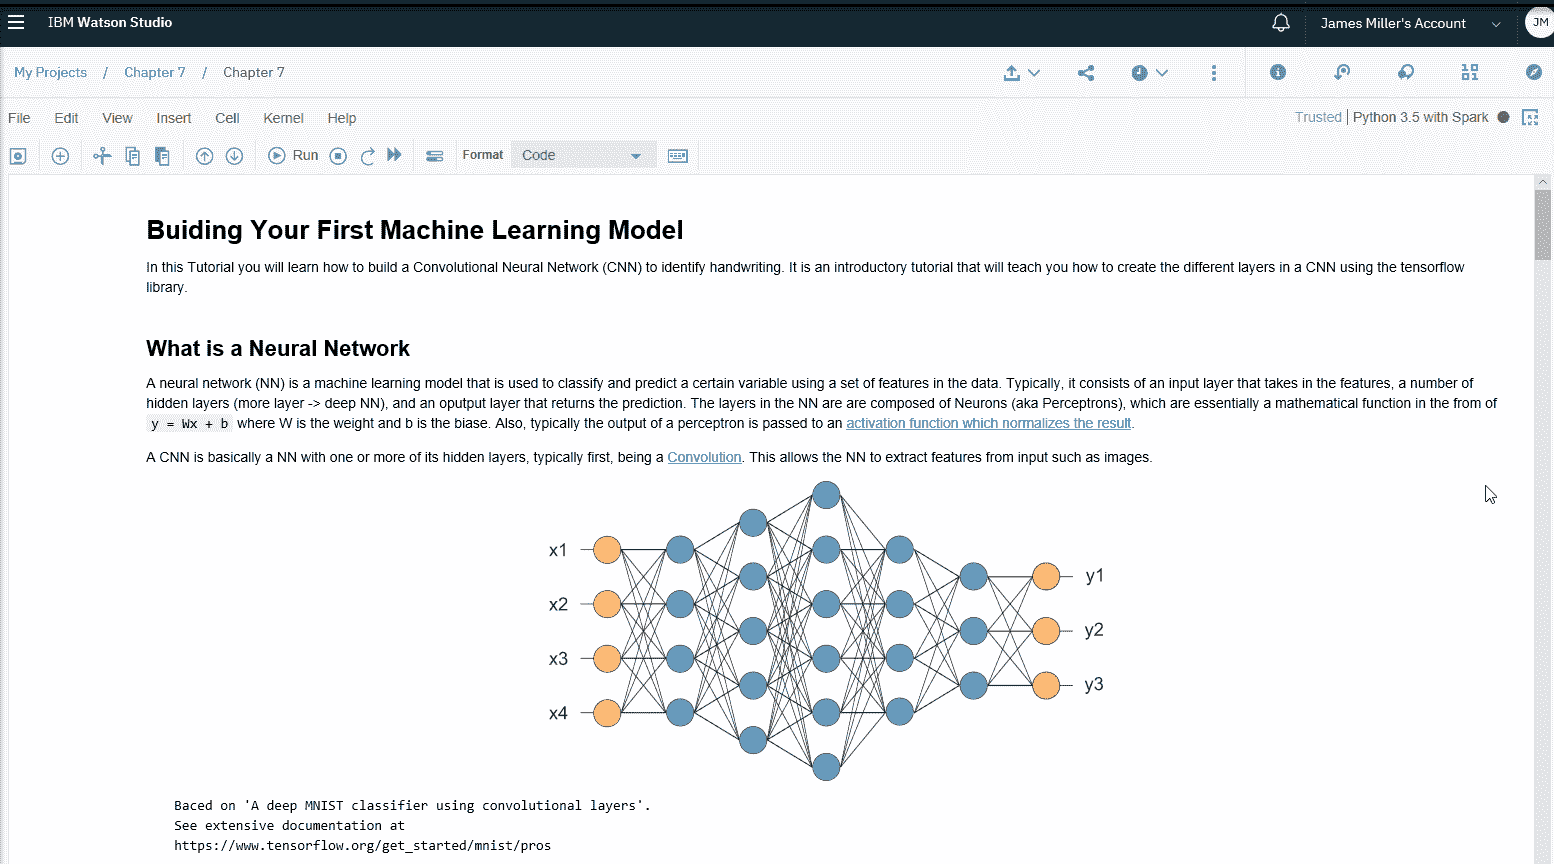 IBM Watson Studio
James Miller's Account
JM
My Projects / Chapter 7 / Chapter 7
File Edit View Insert Cell Kernel Help
Trusted | Python 3.5 with Spark
Run
Format
Code
Buiding Your First Machine Learning Model
In this Tutorial you will learn how to build a Convolutional Neural Network (CNN) to identify handwriting. It is an introductory tutorial that will teach you how to create the different layers in a CNN using the tensorflow
library.
What is a Neural Network
A neural network (NN) is a machine learning model that is used to classify and predict a certain variable using a set of features in the data. Typically, it consists of an input layer that takes in the features, a number of
hidden layers (more layer -> deep NN), and an oputput layer that returns the prediction. The layers in the NN are are composed of Neurons (aka Perceptrons), which are essentially a mathematical function in the from of
y = Wx + b where W is the weight and b is the biase. Also, typically the output of a perceptron is passed to an activation function which normalizes the result.
A CNN is basically a NN with one or more of its hidden layers, typically first, being a Convolution. This allows the NN to extract features from input such as images.
x1
y1
x2
y2
x3
y3
x4
Baced on 'A deep MNIST classifier using convolutional layers'.
See extensive documentation at
https://www.tensorflow.org/get_started/mnist/pros